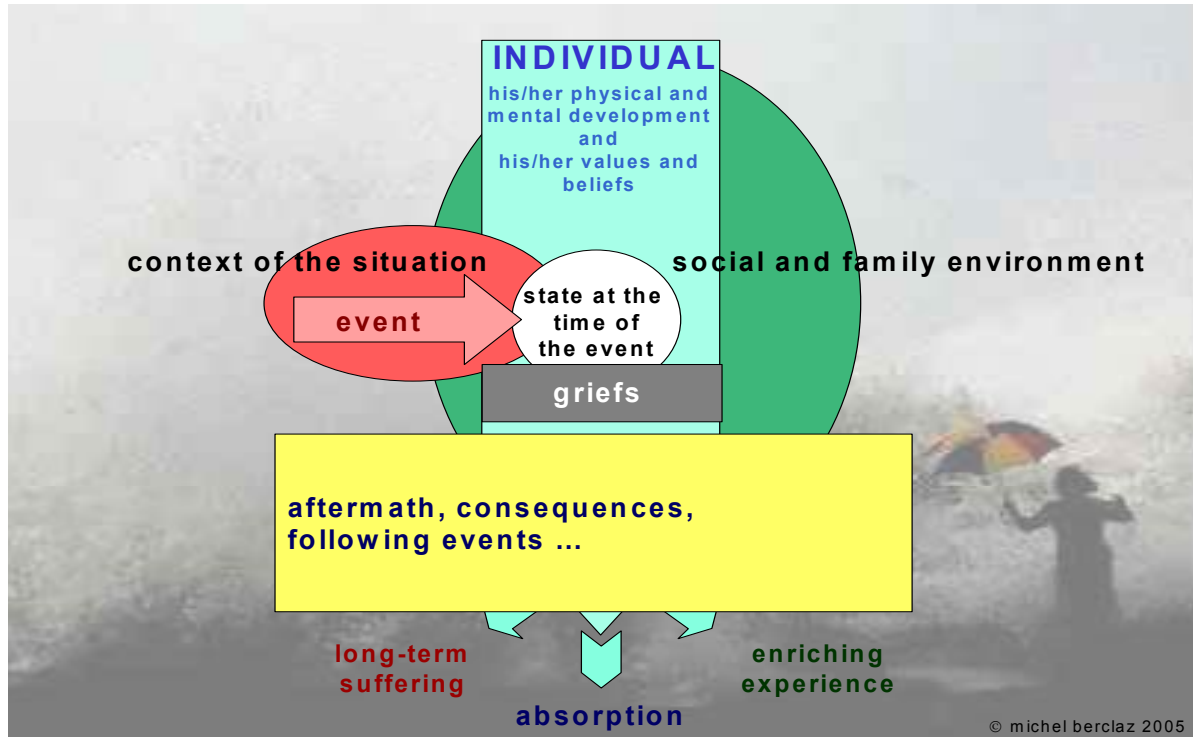 INDIVIDUAL
his/her physical and
mental development
and
his/her values and
beliefs
context of the situation
social and family environment
event
state at the
time of
the event
griefs
aftermath, consequences,
following events ...
long-term
suffering
enriching
experience
absorption
© michel berclaz 2005